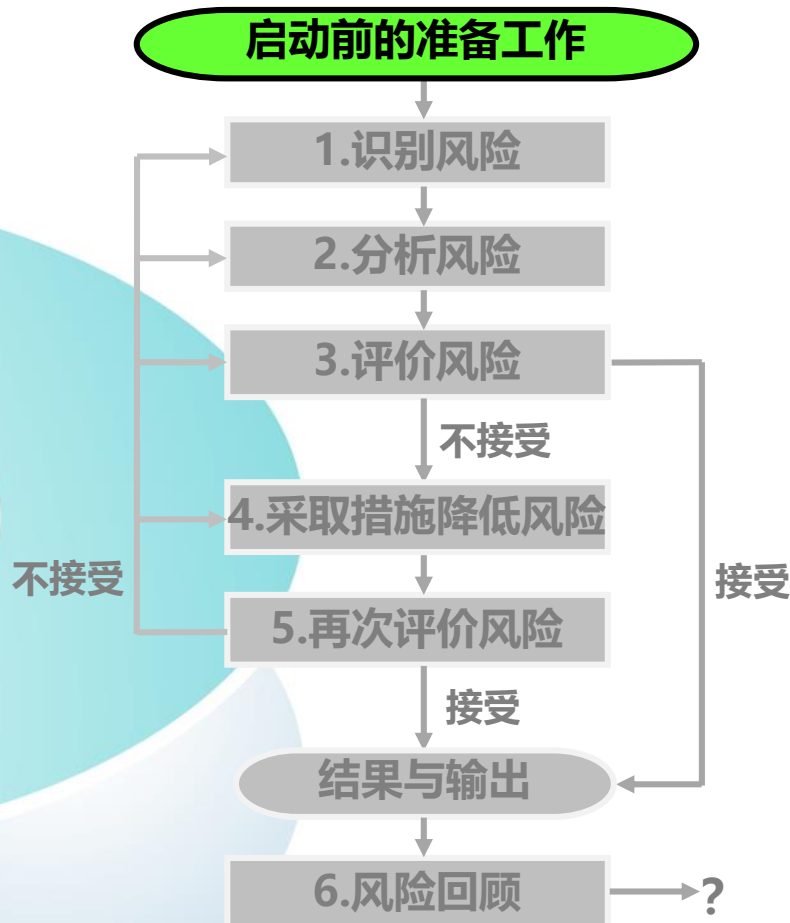 启动前的准备工作
1.识别风险
2.分析风险
3.评价风险
不接受
4.采取措施降低风险
不接受
接受
5.再次评价风险
接受
结果与输出
6.风险回顾
?